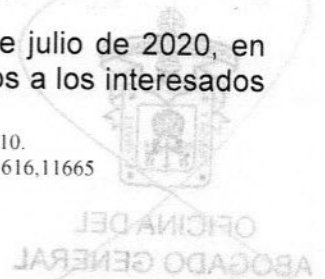 e julio de 2020, en
os a los interesados
10.
616,11665
OFICINA DEL
ABOGADO GENERAL